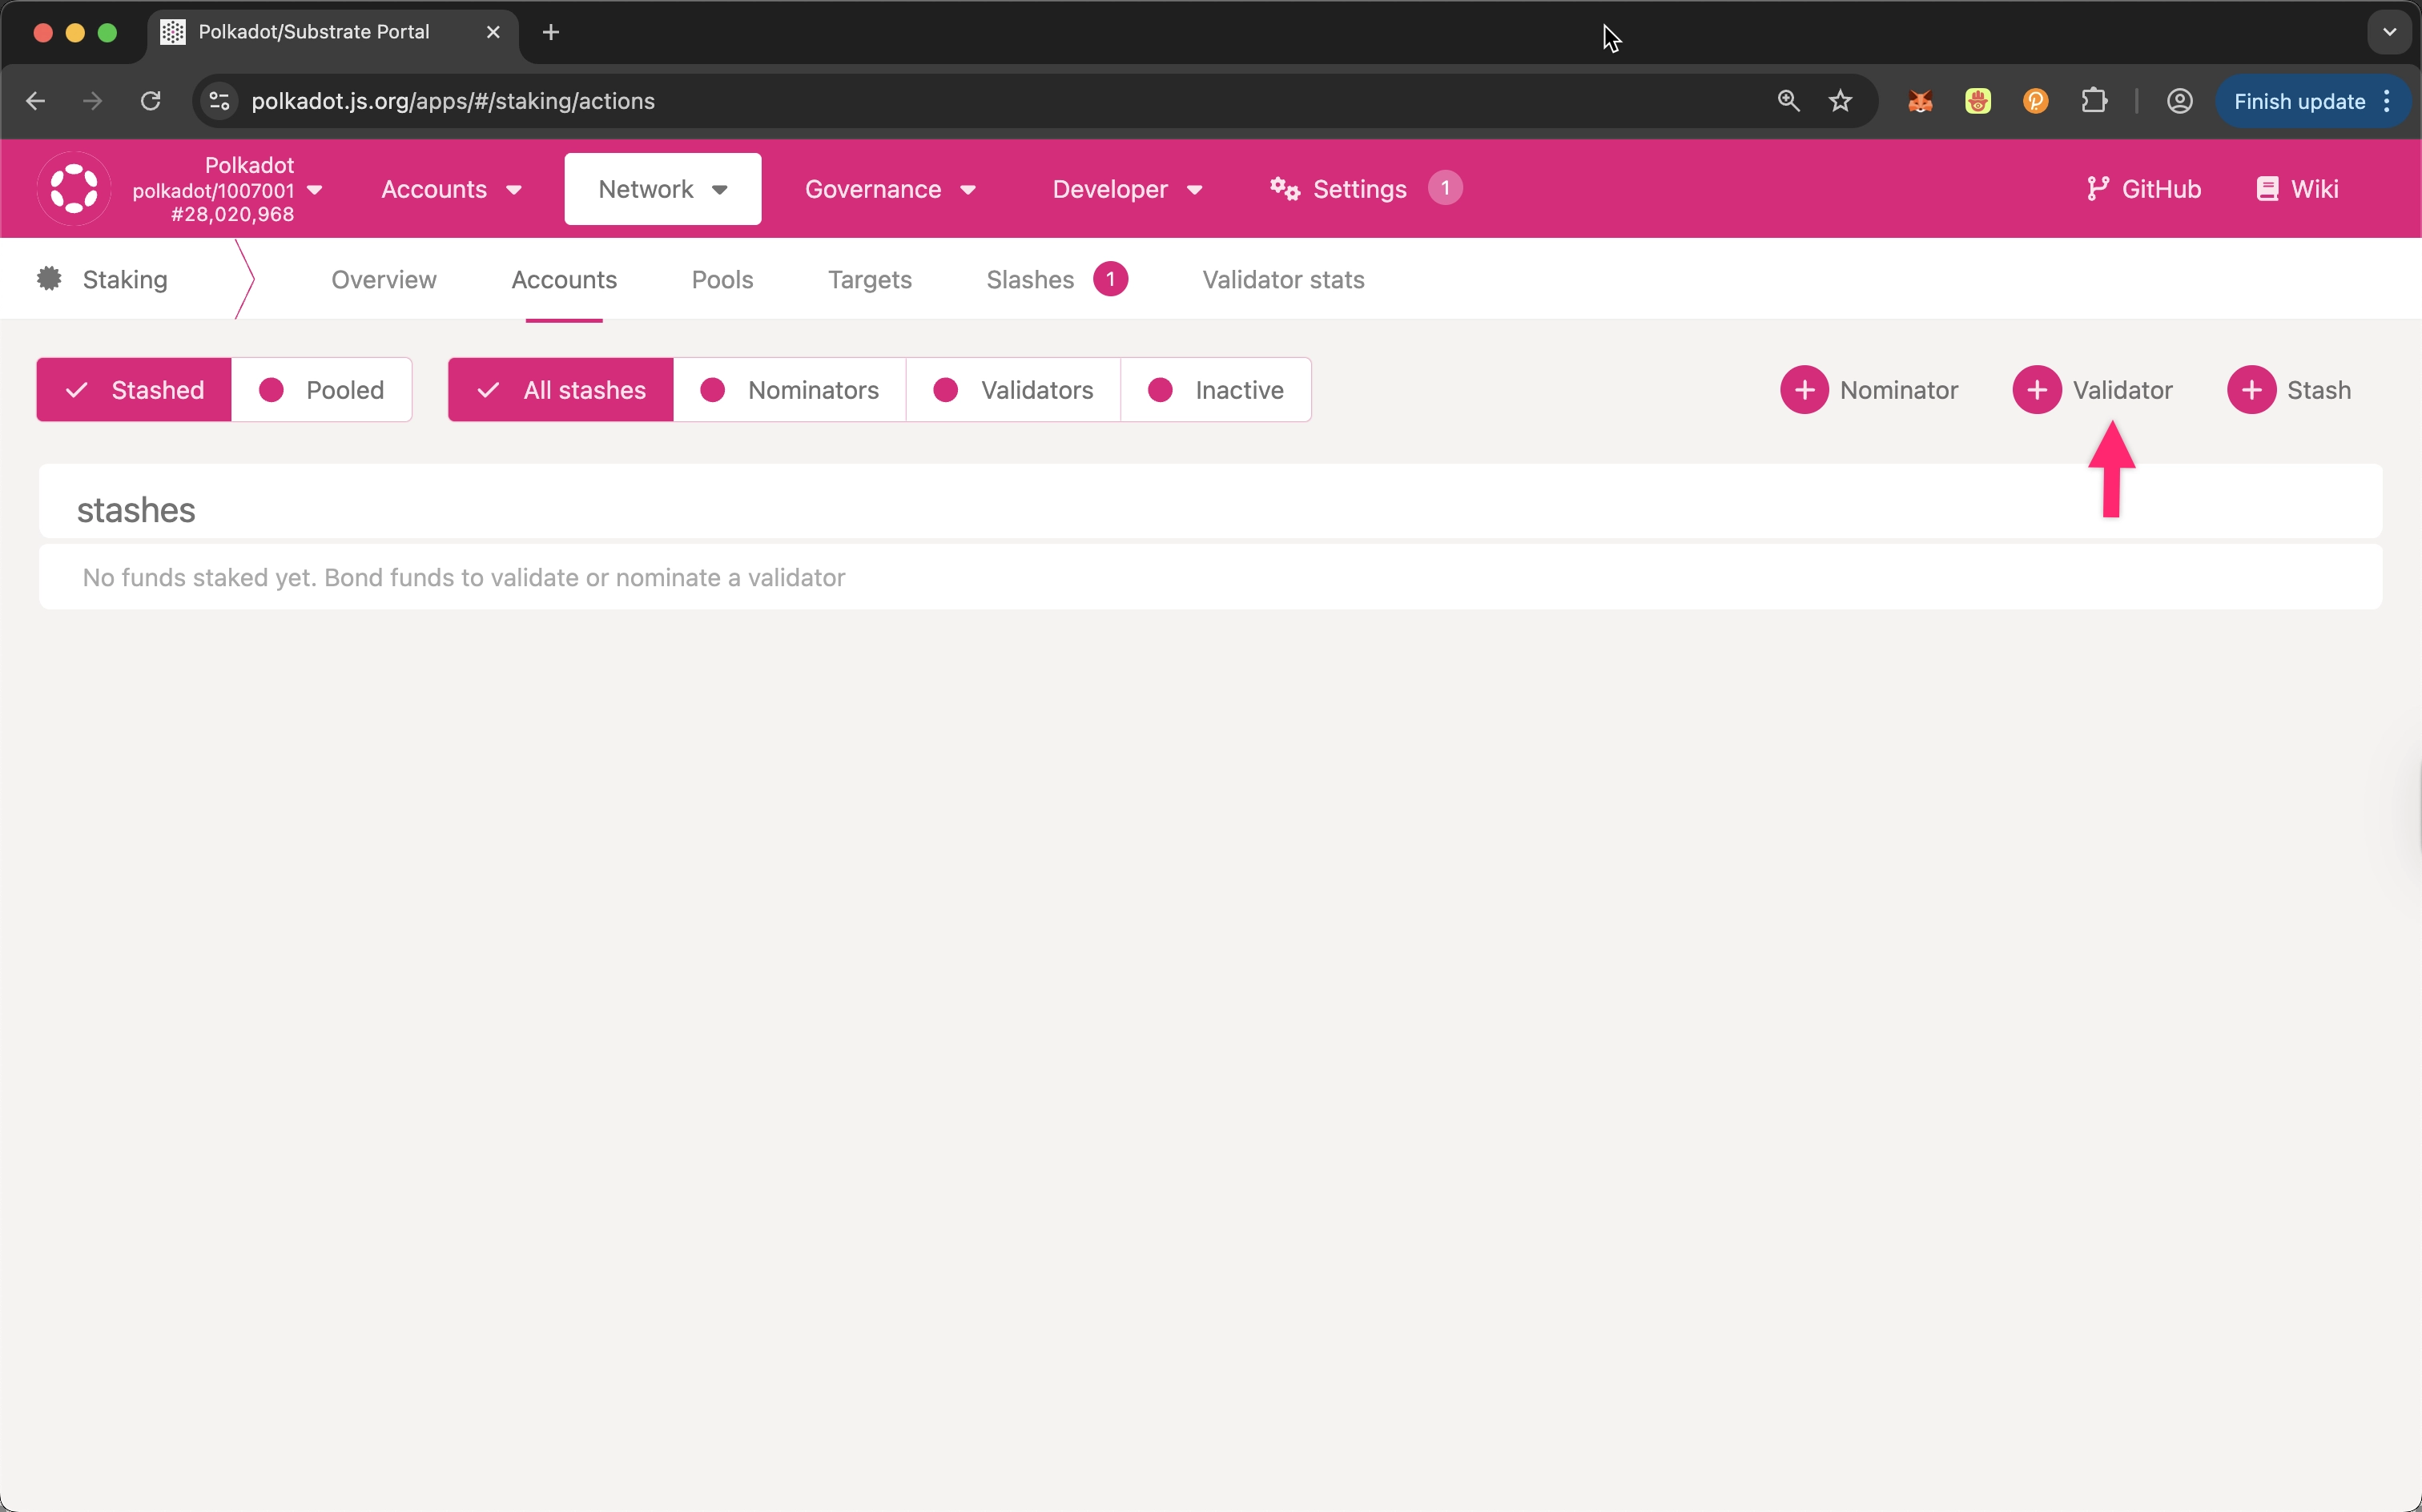 Polkadot/Substrate Portal
polkadot.js.org/apps/#/staking/actions
Finish update
Polkadot
polkadot/1007001
#28,020,968
Accounts
Network
Governance
Developer
Settings 1
GitHub
Wiki
Staking
Overview
Accounts
Pools
Targets
Slashes 1
Validator stats
Stashed
Pooled
All stashes
Nominators
Validators
Inactive
Nominator
Validator
Stash
stashes
No funds staked yet. Bond funds to validate or nominate a validator